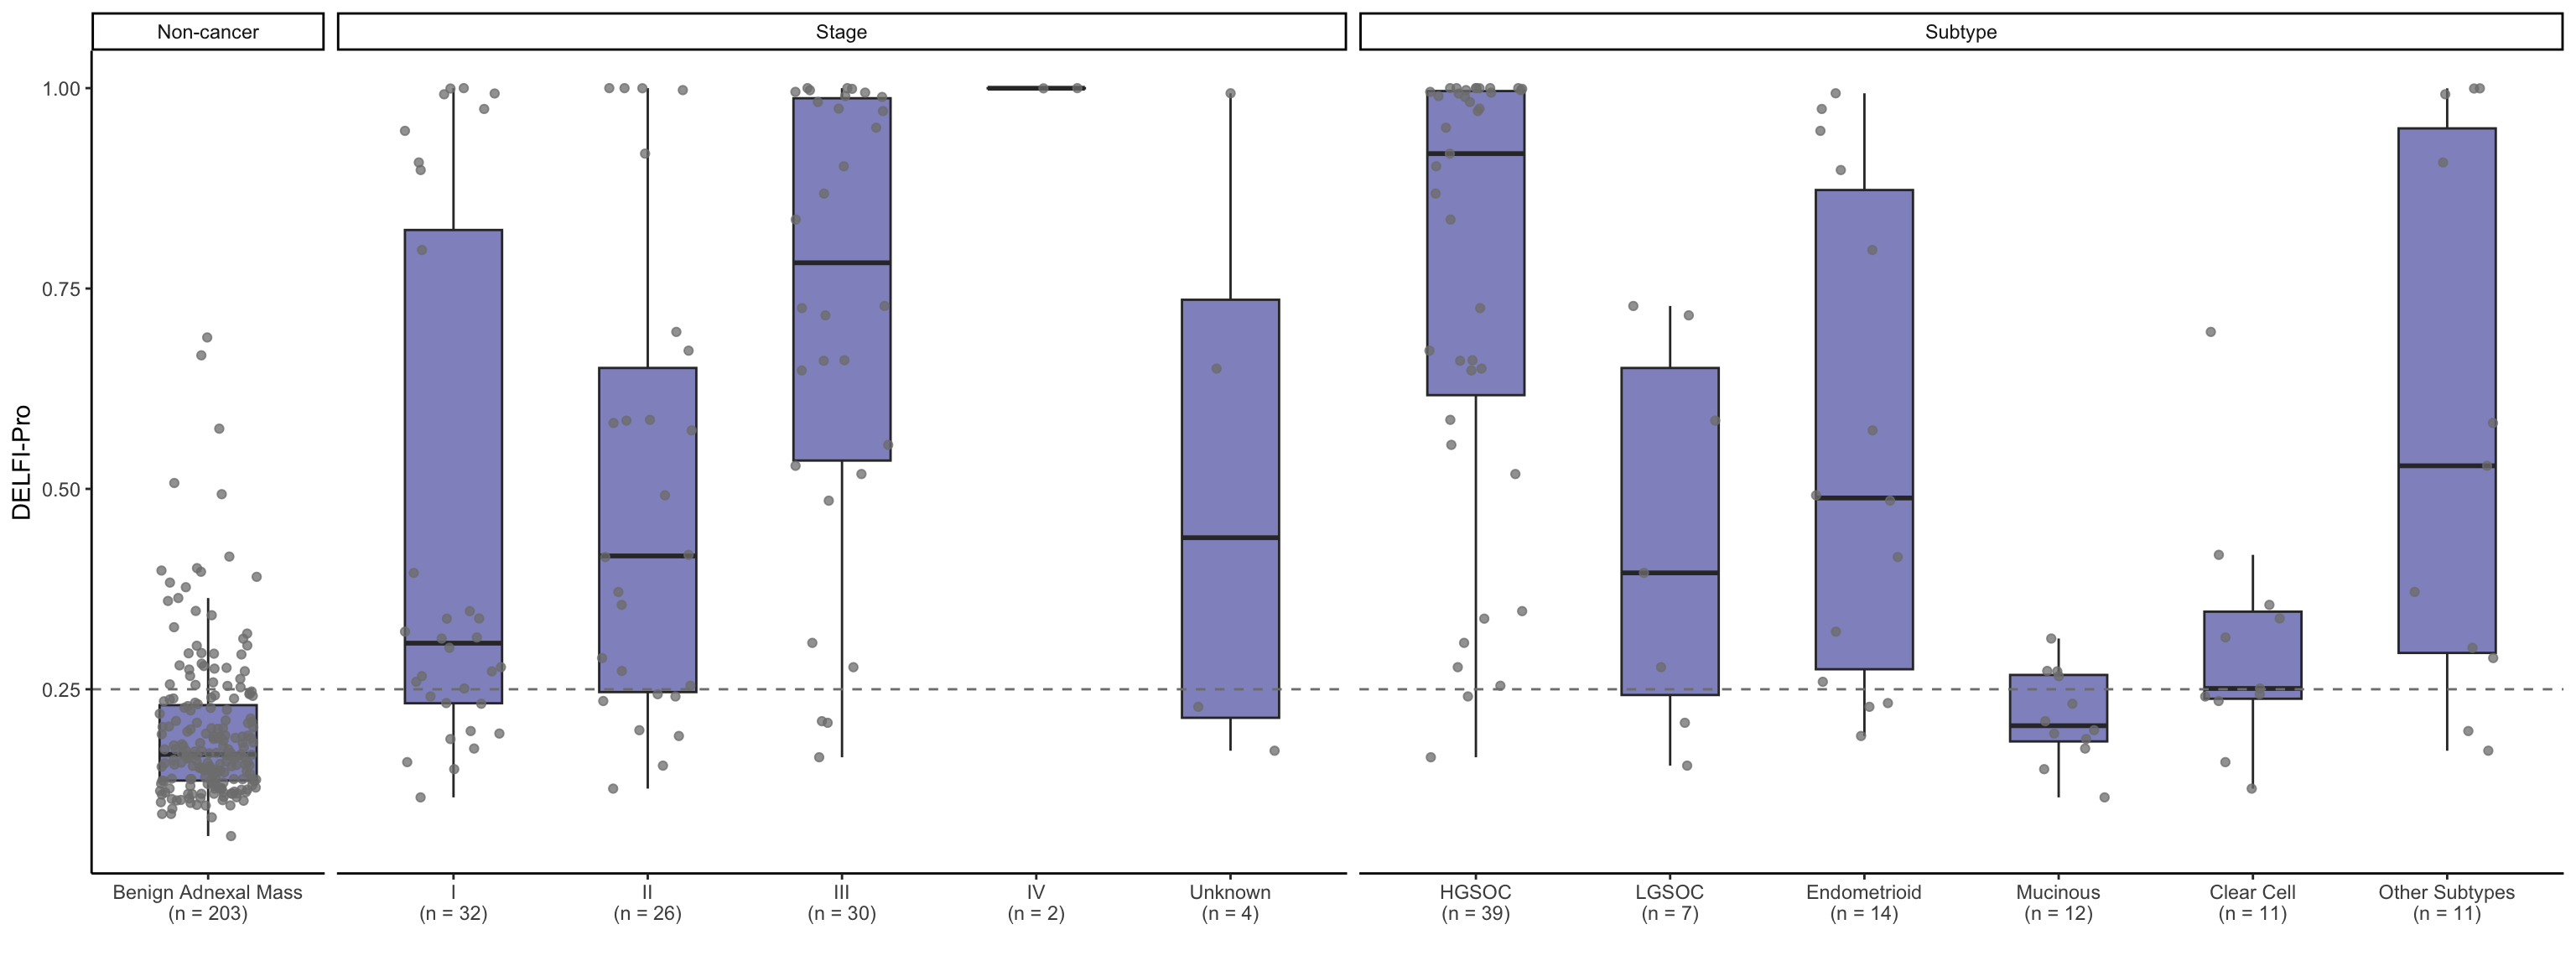 Non-cancer
Stage
Subtype
DELFI-Pro
1.00
0.75
0.50
0.25
Benign Adnexal Mass
(n = 203)
I
(n = 32)
II
(n = 26)
III
(n = 30)
IV
(n = 2)
Unknown
(n = 4)
HGSOC
(n = 39)
LGSOC
(n = 7)
Endometrioid
(n = 14)
Mucinous
(n = 12)
Clear Cell
(n = 11)
Other Subtypes
(n = 11)